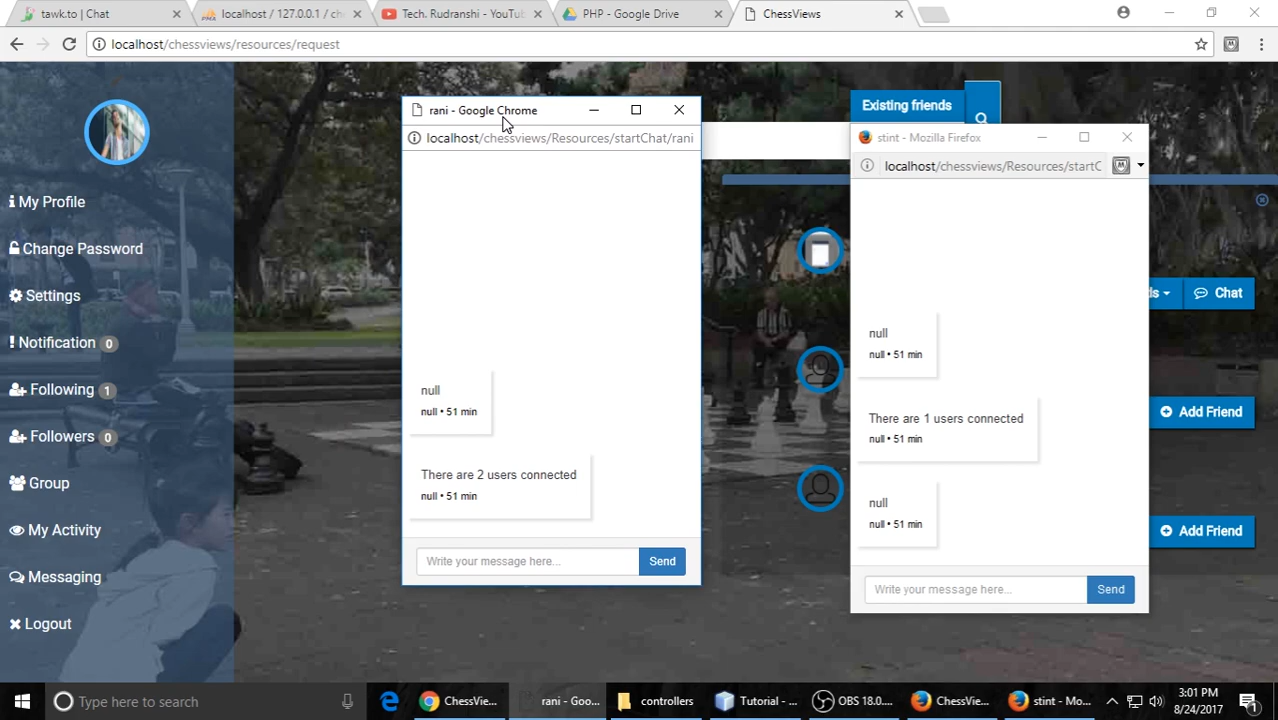 tawk.to | Chat
localhost / 127.0.0.1 / ch
Tech. Rudranshi - YouTu
PHP - Google Drive
ChessViews
localhost/chessviews/resources/request
My Profile
Change Password
Settings
Notification 0
Following 1
Followers 0
Group
My Activity
Messaging
Logout
rani - Google Chrome
localhost/chessviews/Resources/startChat/rani
null
null • 51 min
There are 2 users connected
null • 51 min
Write your message here...
Send
Existing friends
stint - Mozilla Firefox
localhost/chessviews/Resources/startC
null
null • 51 min
There are 1 users connected
null • 51 min
null
null • 51 min
Write your message here...
Send
ds
Chat
Add Friend
Add Friend
Type here to search
ChessVie...
rani - Goo...
controllers
Tutorial - ...
OBS 18.0....
ChessVie...
stint - Mo...
3:01 PM
8/24/2017
1